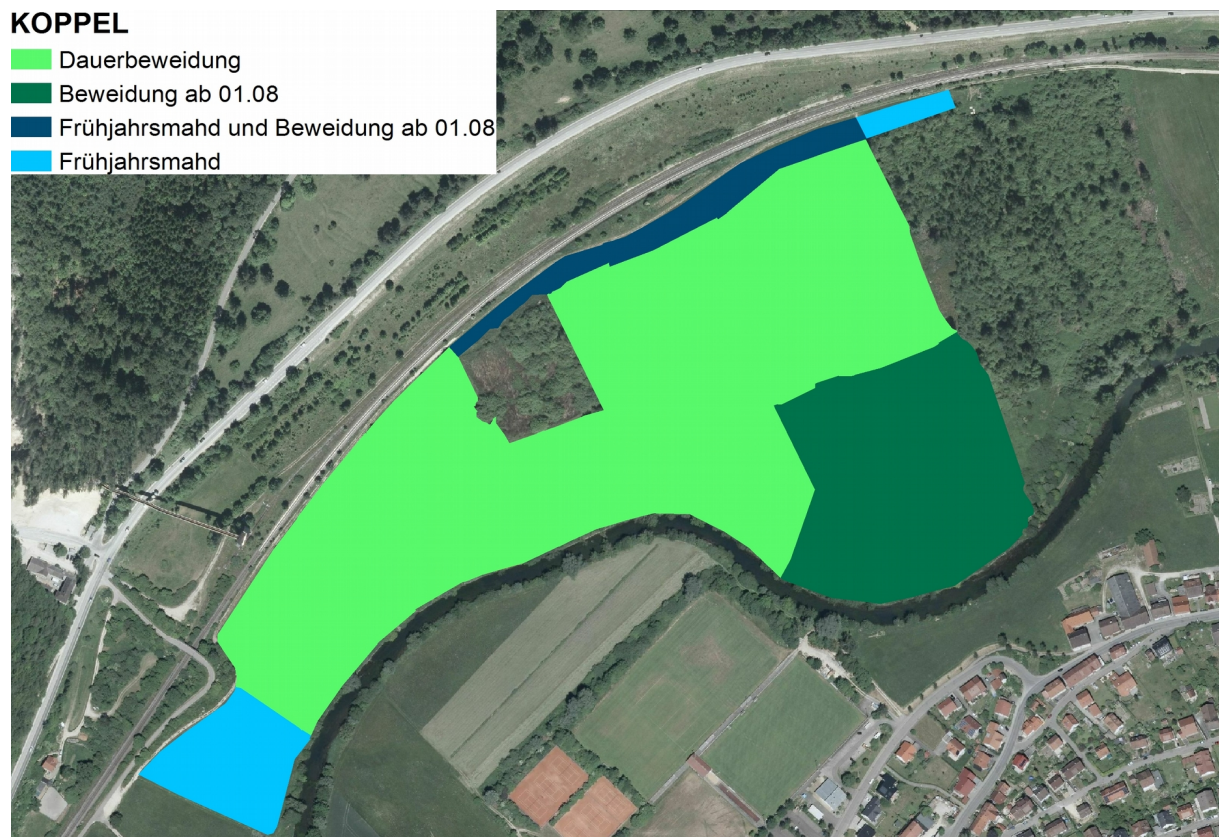 KOPPEL
Dauerbeweidung
Beweidung ab 01.08
Frühjahrsmahd und Beweidung ab 01.08
Frühjahrsmahd